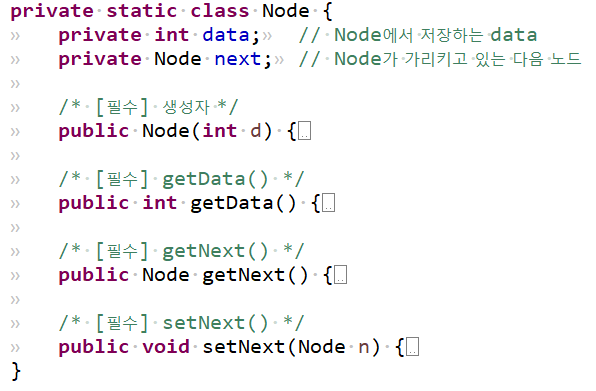 private static class Node {
private int data; // Node에서 저장하는 data
private Node next; // Node가 가리키고 있는 다음 노드
/* [필수] 생성자 */
public Node(int d) {
/* [필수] getData() */
public int getData() {
/* [필수] getNext() */
public Node getNext() {
/* [필수] setNext() */
public void setNext(Node n) {
}